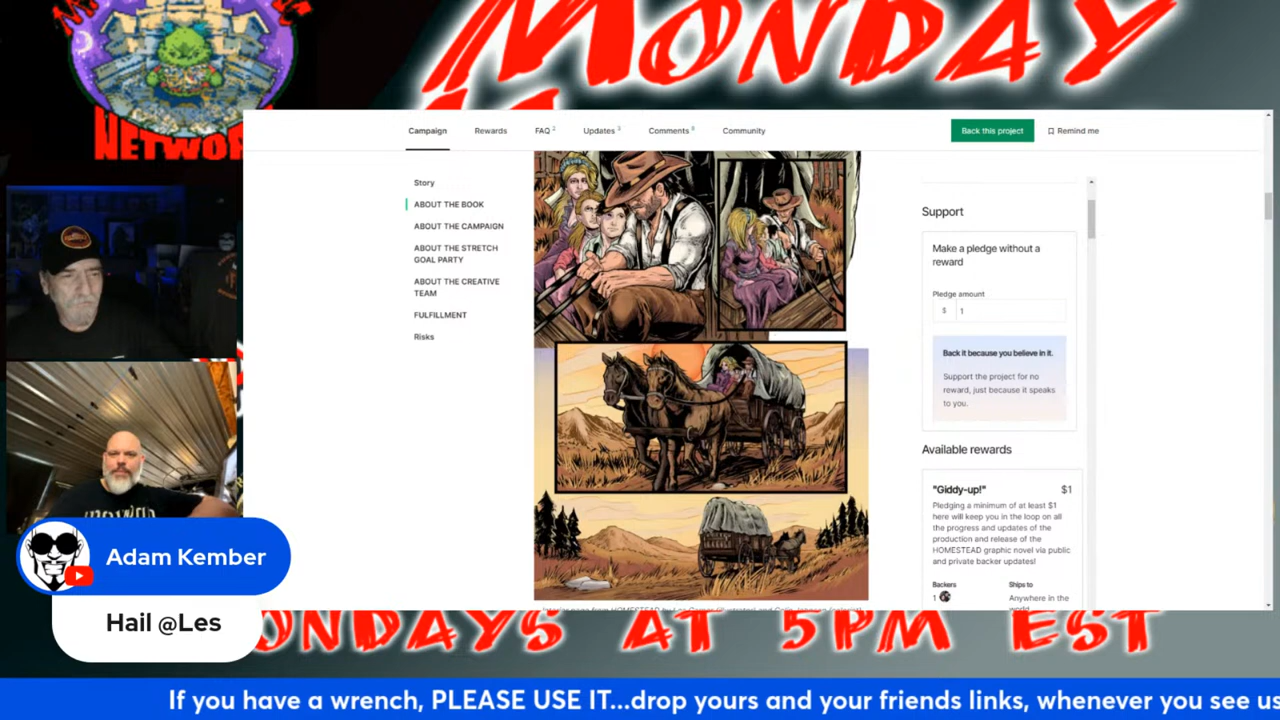 MONDAY
NETWOR
Campaign
Rewards
FAQ 2
Updates 3
Comments 9
Community
Back this project
Remind me
Story
ABOUT THE BOOK
ABOUT THE CAMPAIGN
ABOUT THE STRETCH
GOAL PARTY
ABOUT THE CREATIVE
TEAM
FULFILLMENT
Risks
Support
Make a pledge without a
reward
Pledge amount
$ 1
Back it because you believe in it.
Support the project for no
reward, just because it speaks
to you.
Available rewards
"Giddy-up!" $1
Pledging a minimum of at least $1
here will keep you in the loop on all
the progress and updates of the
production and release of the
HOMESTEAD graphic novel via public
and private backer updates!
Backers
1
Ships to
Anywhere in the
world
Adam Kember
Hail @Les
ONDAYS AT 5PM EST
If you have a wrench, PLEASE USE IT...drop yours and your friends links, whenever you see us